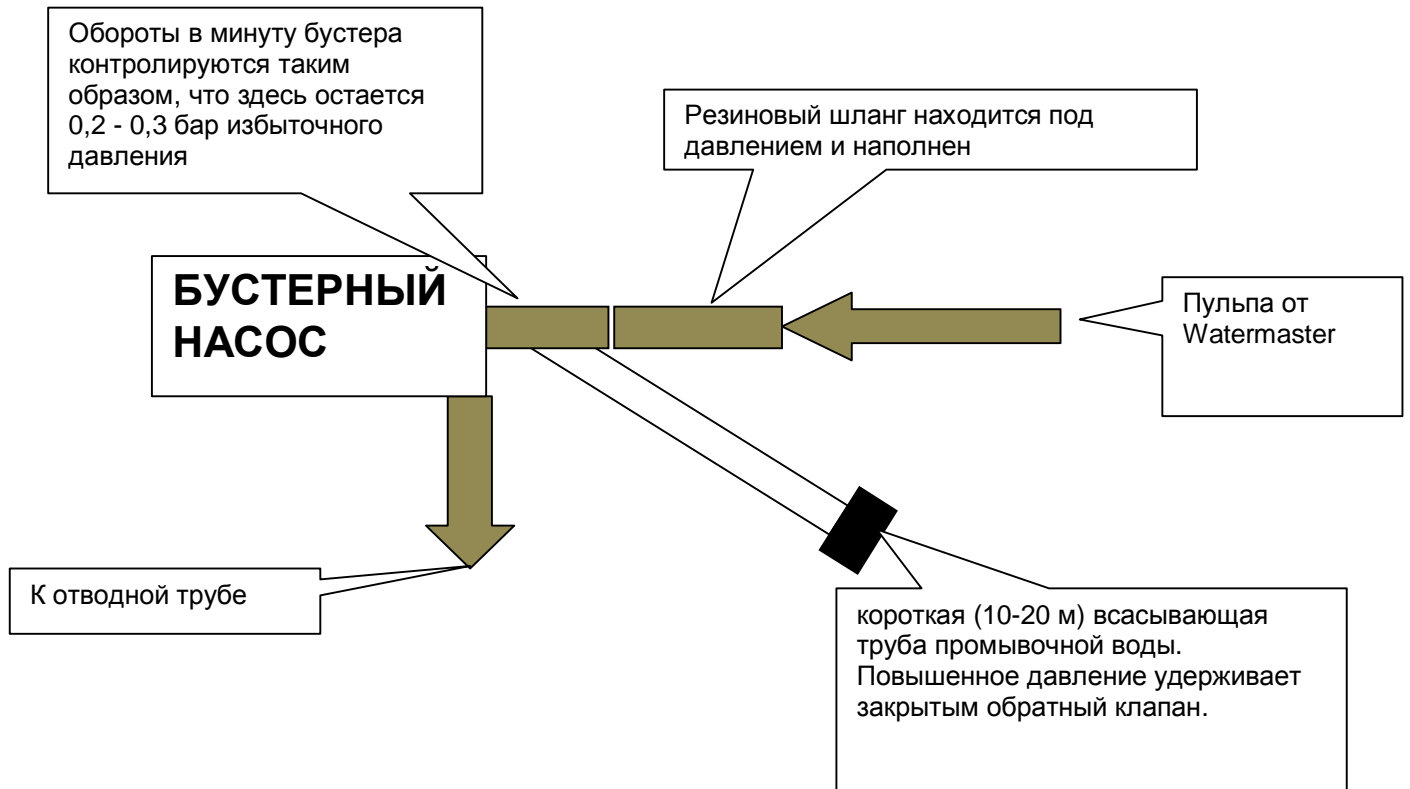 Обороты в минуту бустера
контролируются таким
образом, что здесь остается
0,2 - 0,3 бар избыточного
давления
Резиновый шланг находится под
давлением и наполнен
БУСТЕРНЫЙ
НАСОС
Пульпа от
Watermaster
К отводной трубе
короткая (10-20 м) всасывающая
труба промывочной воды.
Повышенное давление удерживает
закрытым обратный клапан.